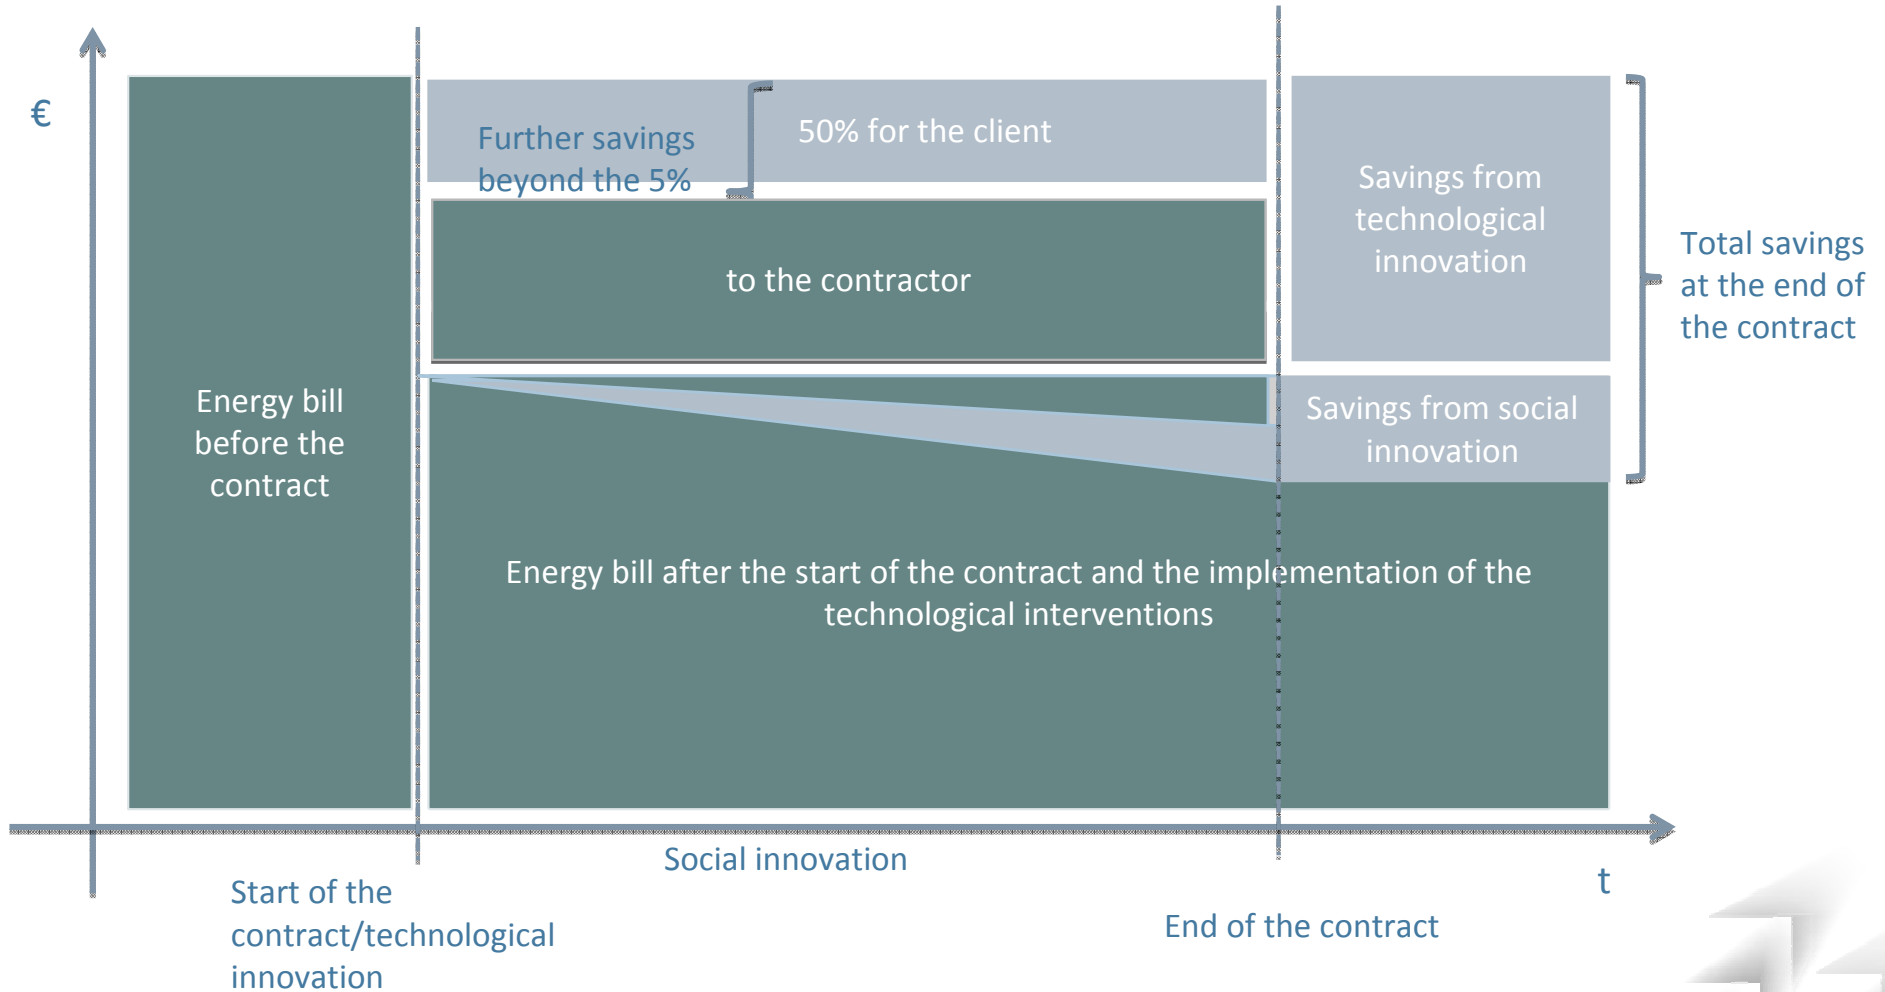 €
Energy bill
before the
contract
Further savings
beyond the 5%
50% for the client
to the contractor
Savings from
technological
innovation
Savings from social
innovation
Total savings
at the end of
the contract
Energy bill after the start of the contract and the implementation of the
technological interventions
Social innovation
t
Start of the
contract/technological
innovation
End of the contract